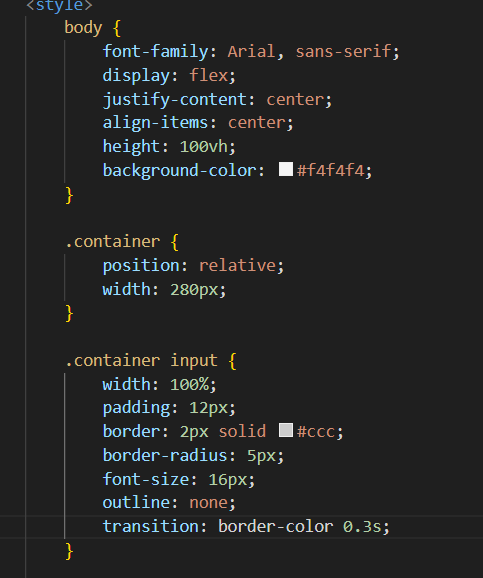 <style>
body {
font-family: Arial, sans-serif;
display: flex;
justify-content: center;
align-items: center;
height: 100vh;
background-color: #f4f4f4;
}
.container {
position: relative;
width: 280px;
}
.container input {
width: 100%;
padding: 12px;
border: 2px solid #ccc;
border-radius: 5px;
font-size: 16px;
outline: none;
transition: border-color 0.3s;
}